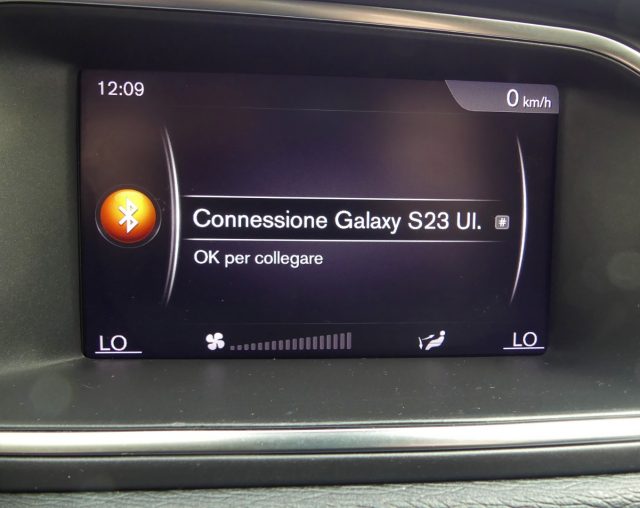 12:09
0 km/h
Connessione Galaxy S23 Ul. #
OK per collegare
LO
LO